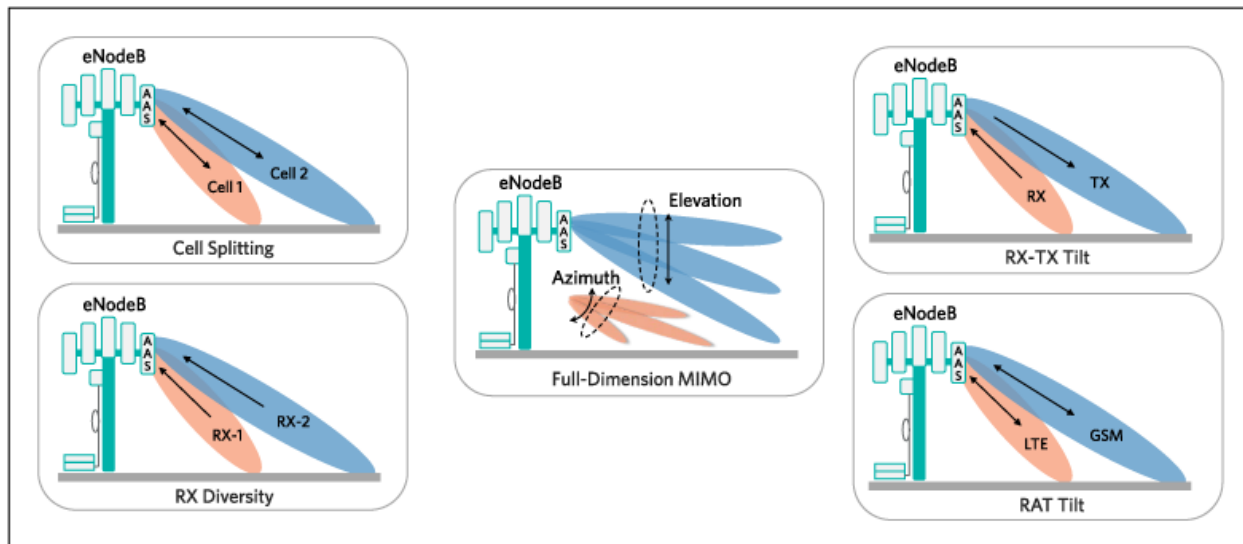 eNodeB
AAS
Cell 1
Cell 2
Cell Splitting
eNodeB
AAS
RX-1
RX-2
RX Diversity
eNodeB
AAS
Elevation
Azimuth
Full-Dimension MIMO
eNodeB
AAS
RX
TX
RX-TX Tilt
eNodeB
AAS
LTE
GSM
RAT Tilt